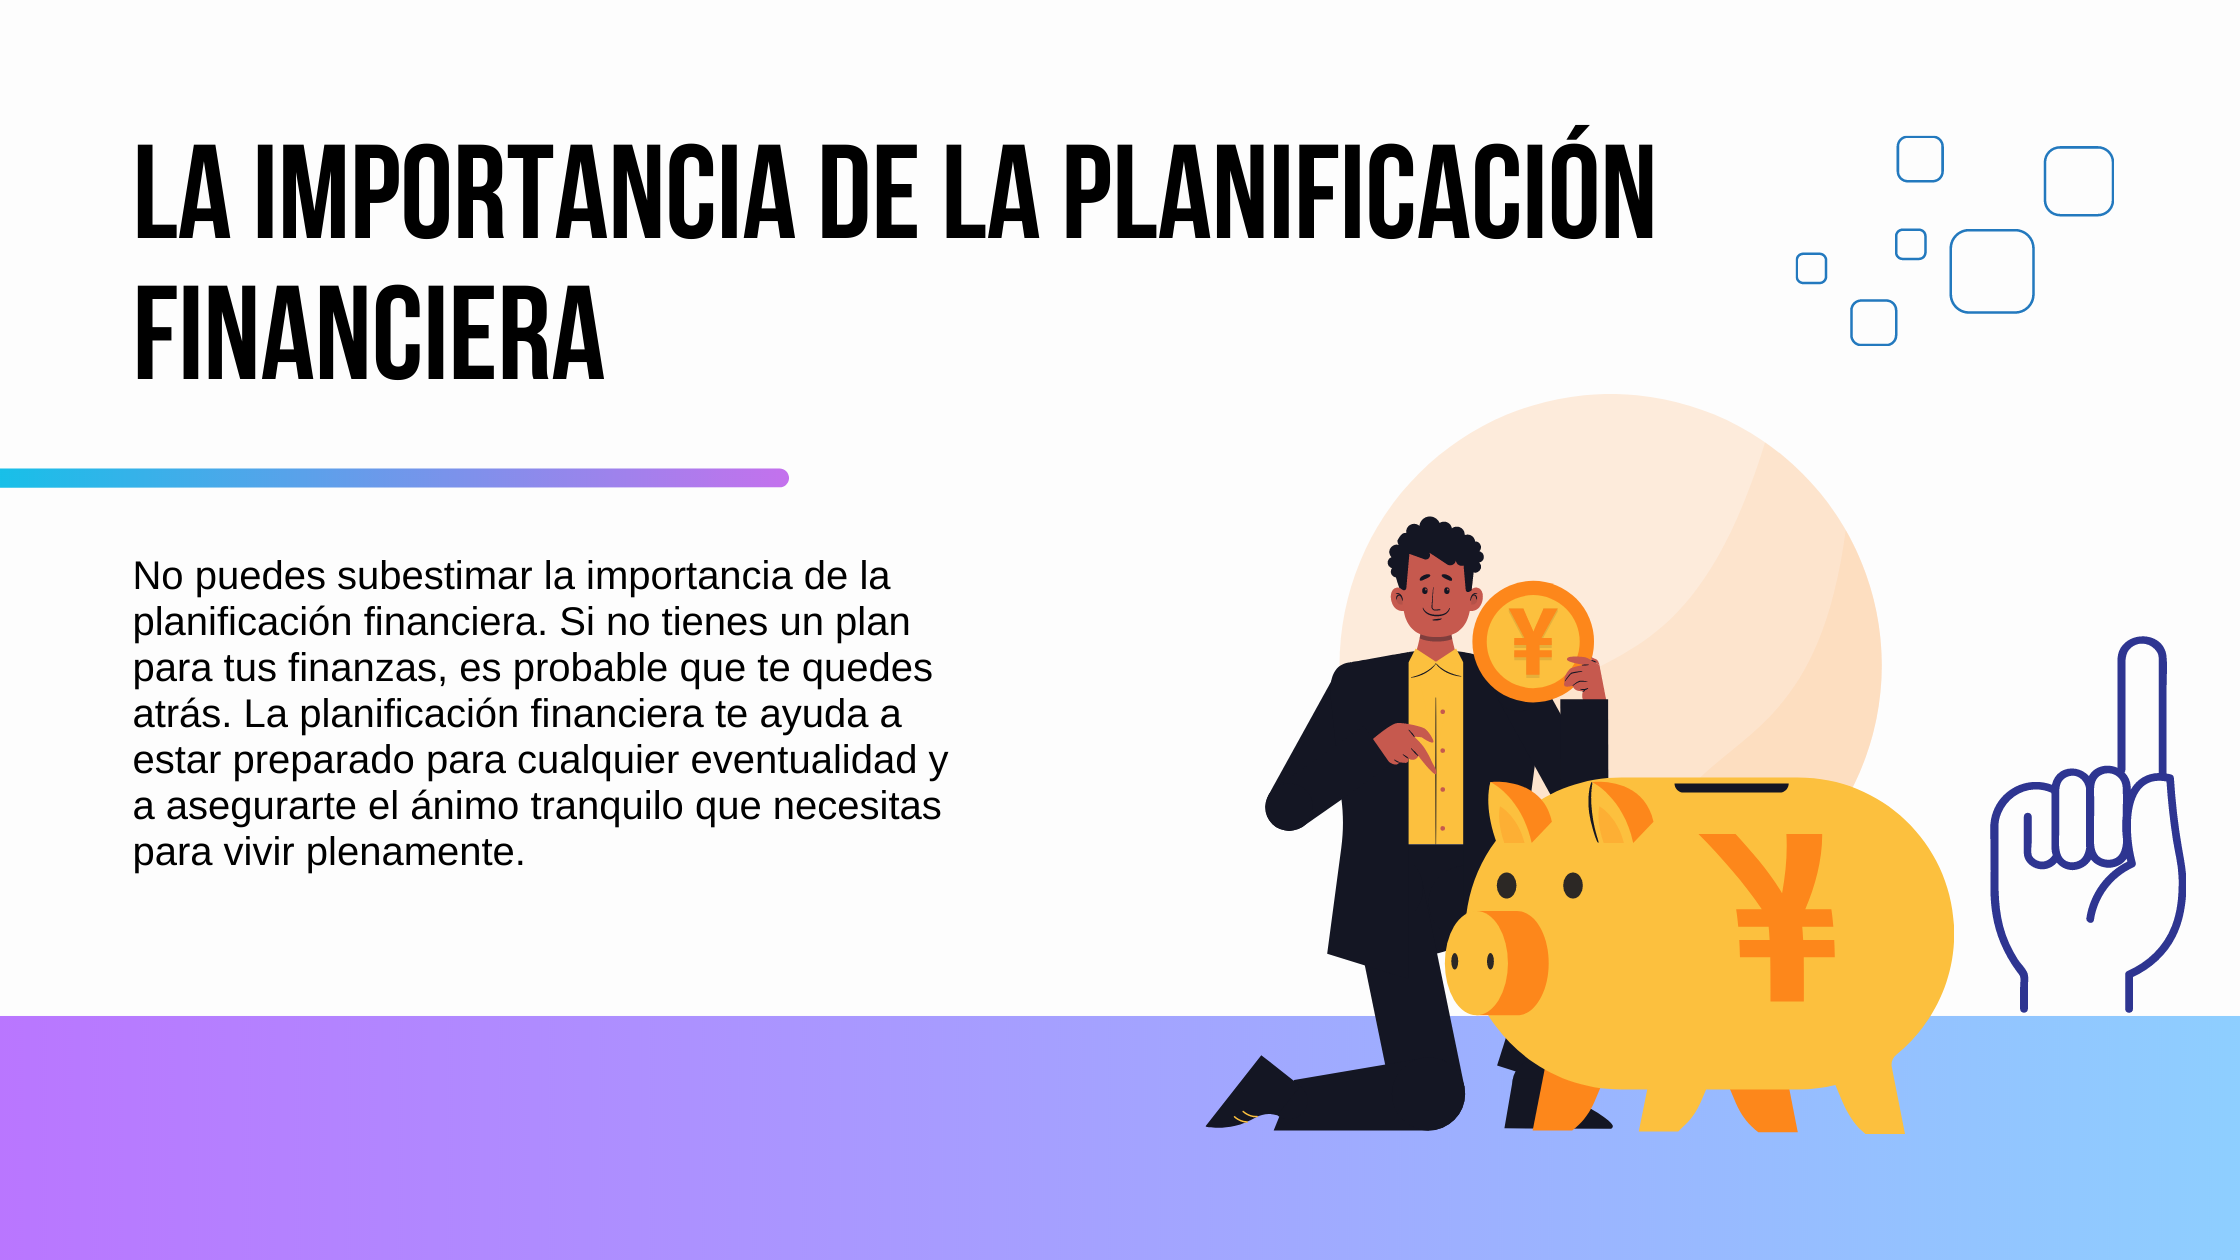 LA IMPORTANCIA DE LA PLANIFICACIÓN
FINANCIERA
No puedes subestimar la importancia de la
planificación financiera. Si no tienes un plan
para tus finanzas, es probable que te quedes
atrás. La planificación financiera te ayuda a
estar preparado para cualquier eventualidad y
a asegurarte el ánimo tranquilo que necesitas
para vivir plenamente.
¥
¥